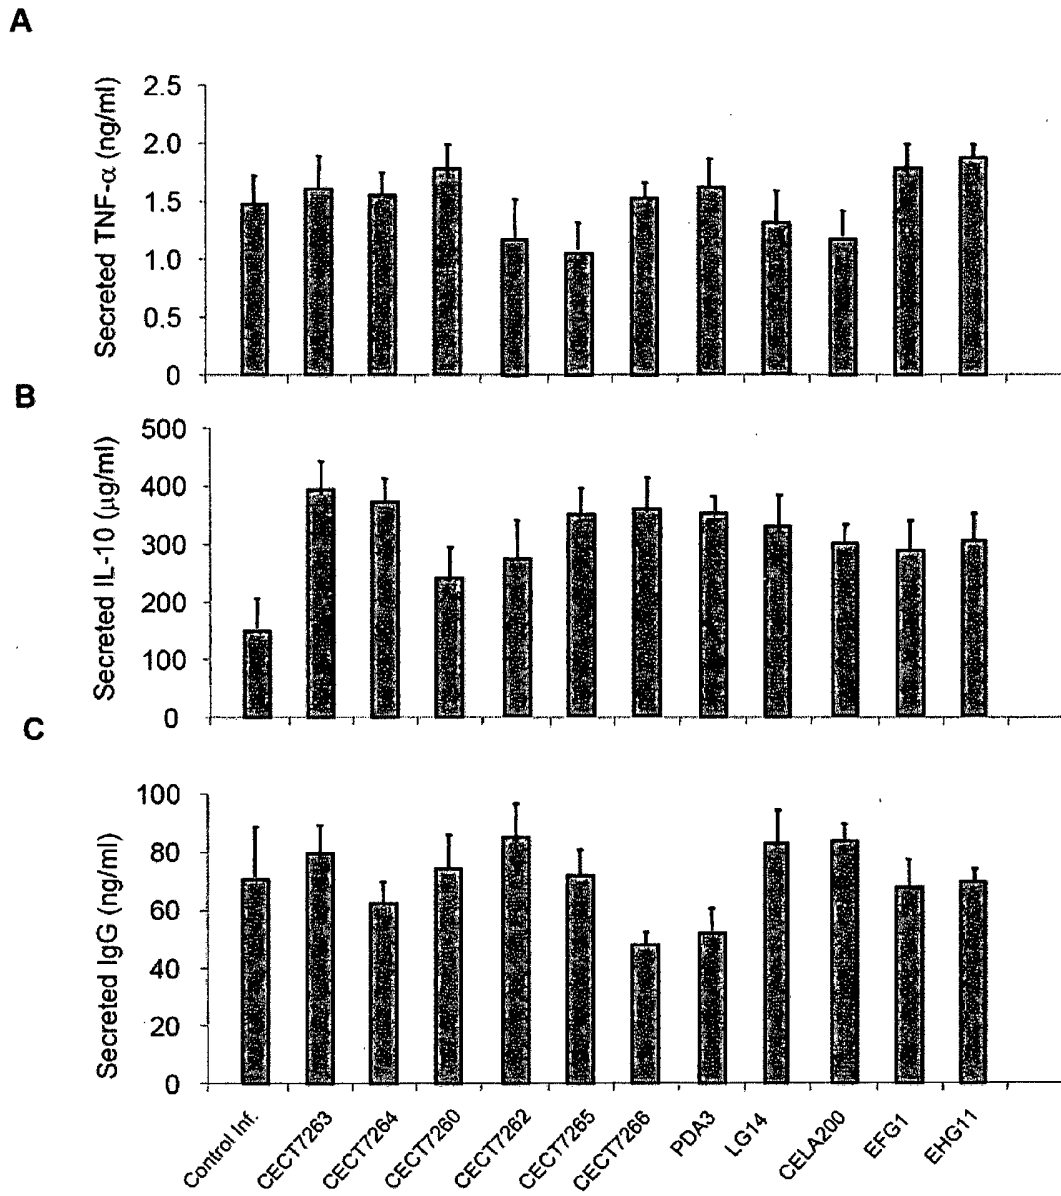 A
Secreted TNF-α (ng/ml)
2.5
2.0
1.5
1.0
0.5
0
B
Secreted IL-10 (µg/ml)
500
400
300
200
100
0
C
Secreted IgG (ng/ml)
100
80
60
40
20
0
Control Inf.
CECT7263
CECT7264
CECT7260
CECT7262
CECT7265
CECT7266
PDA3
LG14
CELA200
EFG1
EHG11